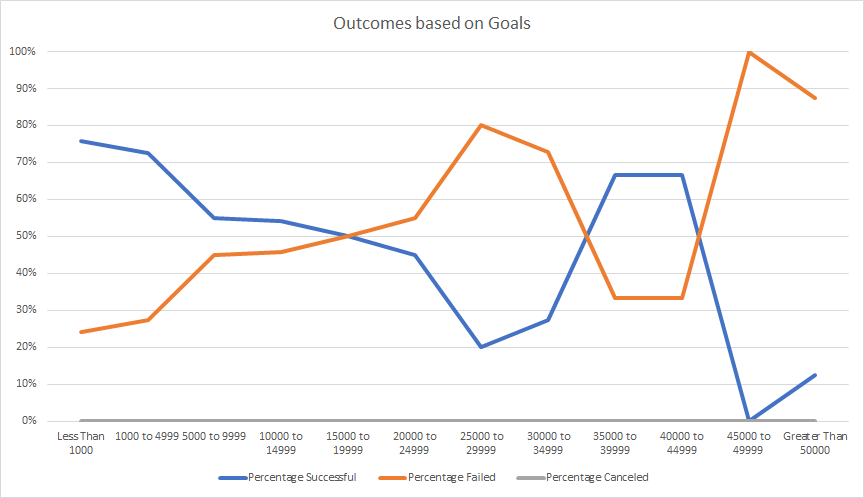 Outcomes based on Goals
100%
90%
80%
70%
60%
50%
40%
30%
20%
10%
0%
Less Than 1000
1000 to 4999
5000 to 9999
10000 to 14999
15000 to 19999
20000 to 24999
25000 to 29999
30000 to 34999
35000 to 39999
40000 to 44999
45000 to 49999
Greater Than 50000
Percentage Successful
Percentage Failed
Percentage Canceled